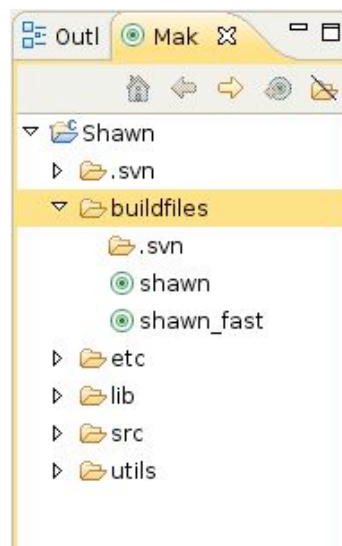 Outl Mak
Shawn
.svn
buildfiles
.svn
shawn
shawn_fast
etc
lib
src
utils